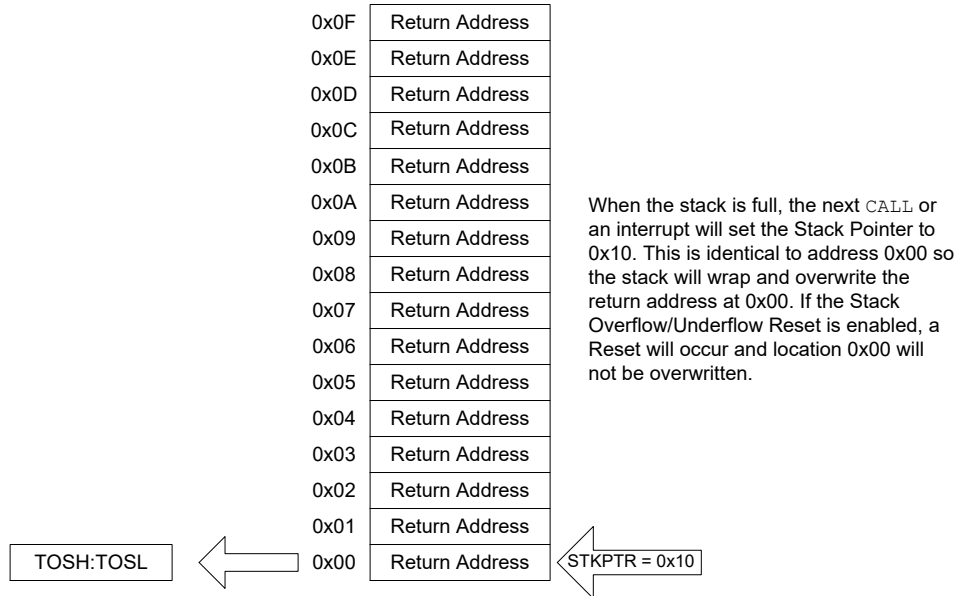 0x0F Return Address
0x0E Return Address
0x0D Return Address
0x0C Return Address
0x0B Return Address
0x0A Return Address
0x09 Return Address
0x08 Return Address
0x07 Return Address
0x06 Return Address
0x05 Return Address
0x04 Return Address
0x03 Return Address
0x02 Return Address
0x01 Return Address
TOSH:TOSL 0x00 Return Address STKPTR = 0x10
When the stack is full, the next CALL or
an interrupt will set the Stack Pointer to
0x10. This is identical to address 0x00 so
the stack will wrap and overwrite the
return address at 0x00. If the Stack
Overflow/Underflow Reset is enabled, a
Reset will occur and location 0x00 will
not be overwritten.